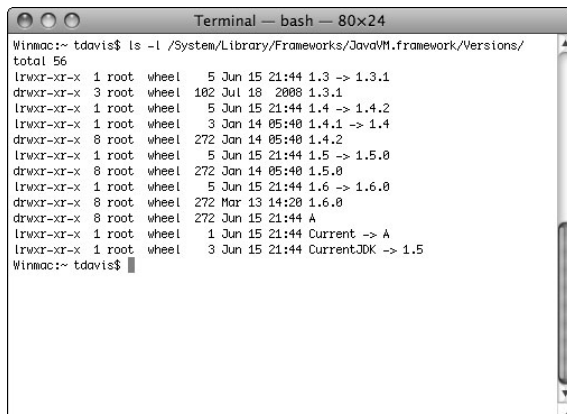 Terminal — bash — 80×24
Winmac:~ tdavis$ ls -l /System/Library/Frameworks/JavaVM.framework/Versions/
total 56
lrwxr-xr-x  1 root  wheel    5 Jun 15 21:44 1.3 -> 1.3.1
drwxr-xr-x  3 root  wheel  102 Jul 18  2008 1.3.1
lrwxr-xr-x  1 root  wheel    5 Jun 15 21:44 1.4 -> 1.4.2
lrwxr-xr-x  1 root  wheel    3 Jan 14 05:40 1.4.1 -> 1.4
drwxr-xr-x  8 root  wheel  272 Jan 14 05:40 1.4.2
lrwxr-xr-x  1 root  wheel    5 Jun 15 21:44 1.5 -> 1.5.0
drwxr-xr-x  8 root  wheel  272 Jan 14 05:40 1.5.0
lrwxr-xr-x  1 root  wheel    5 Jun 15 21:44 1.6 -> 1.6.0
drwxr-xr-x  8 root  wheel  272 Mar 13 14:20 1.6.0
drwxr-xr-x  8 root  wheel  272 Jun 15 21:44 A
lrwxr-xr-x  1 root  wheel    1 Jun 15 21:44 Current -> A
lrwxr-xr-x  1 root  wheel    3 Jun 15 21:44 CurrentJDK -> 1.5
Winmac:~ tdavis$